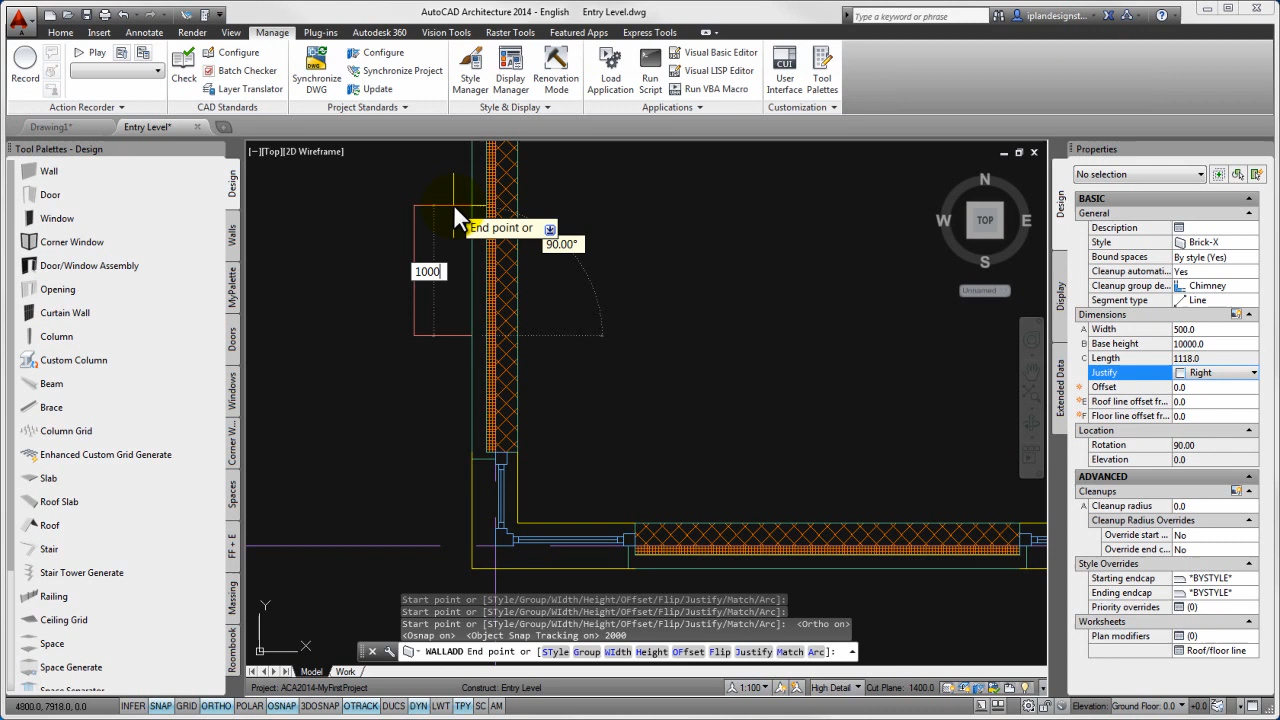 AutoCAD Architecture 2014 - English Entry Level.dwg
Type a keyword or phrase
iplandesignst...
Home Insert Annotate Render View Manage Plug-ins Autodesk 360 Vision Tools Raster Tools Featured Apps Express Tools
Record
Play
Action Recorder
Check
Configure
Batch Checker
Layer Translator
CAD Standards
Synchronize
DWG
Configure
Synchronize Project
Update
Project Standards
Style
Manager
Display
Manager
Renovation
Mode
Style & Display
Load
Application
Run
Script
Visual Basic Editor
Visual LISP Editor
Run VBA Macro
Applications
CUI
User
Interface
Tool
Palettes
Customization
Drawing1*
Entry Level*
Tool Palettes - Design
Wall
Door
Window
Corner Window
Door/Window Assembly
Opening
Curtain Wall
Column
Custom Column
Beam
Brace
Column Grid
Enhanced Custom Grid Generate
Slab
Roof Slab
Roof
Stair
Stair Tower Generate
Railing
Ceiling Grid
Space
Space Generate
Space Separator
Design
Walls
MyPalette
Doors
Windows
Corner W...
Spaces
FF + E
Massing
Roombook
[−][Top][2D Wireframe]
End point or
90.00°
1000
N
W TOP E
S
Unnamed
Y
X
Start point or [STyle/Group/WIdth/Height/OFfset/Flip/Justify/Match/Arc]:
Start point or [STyle/Group/WIdth/Height/OFfset/Flip/Justify/Match/Arc]:
Start point or [STyle/Group/WIdth/Height/OFfset/Flip/Justify/Match/Arc]: <Ortho on>
<Osnap on> <Object Snap Tracking on> 2000
WALLADD End point or [STyle Group WIdth Height OFfset Flip Justify Match Arc]:
Model Work
Properties
No selection
Design
Display
Extended Data
BASIC
General
Description
Style Brick-X
Bound spaces By style (Yes)
Cleanup automati... Yes
Cleanup group de... Chimney
Segment type Line
Dimensions
A Width 500.0
B Base height 10000.0
C Length 1118.0
Justify Right
Offset 0.0
E Roof line offset fr... 0.0
F Floor line offset fr... 0.0
Location
Rotation 90.00
Elevation 0.0
ADVANCED
Cleanups
A Cleanup radius 0.0
Cleanup Radius Overrides
Override start ... No
Override end c... No
Style Overrides
Starting endcap *BYSTYLE*
Ending endcap *BYSTYLE*
Priority overrides (0)
Worksheets
Plan modifiers (0)
Roof/floor line
Project: ACA2014-MyFirstProject Construct: Entry Level 1:100 High Detail Cut Plane: 1400.0
4800.0, 7918.0, 0.0 INFER SNAP GRID ORTHO POLAR OSNAP 3DOSNAP OTRACK DUCS DYN LWT TPY SC AM Elevation: Ground Floor: 0.0 +0.0